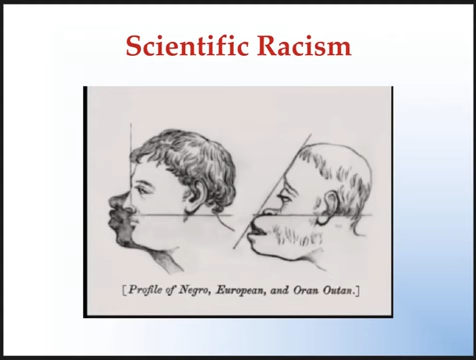 Scientific Racism
[Profile of Negro, European, and Oran Outan.]